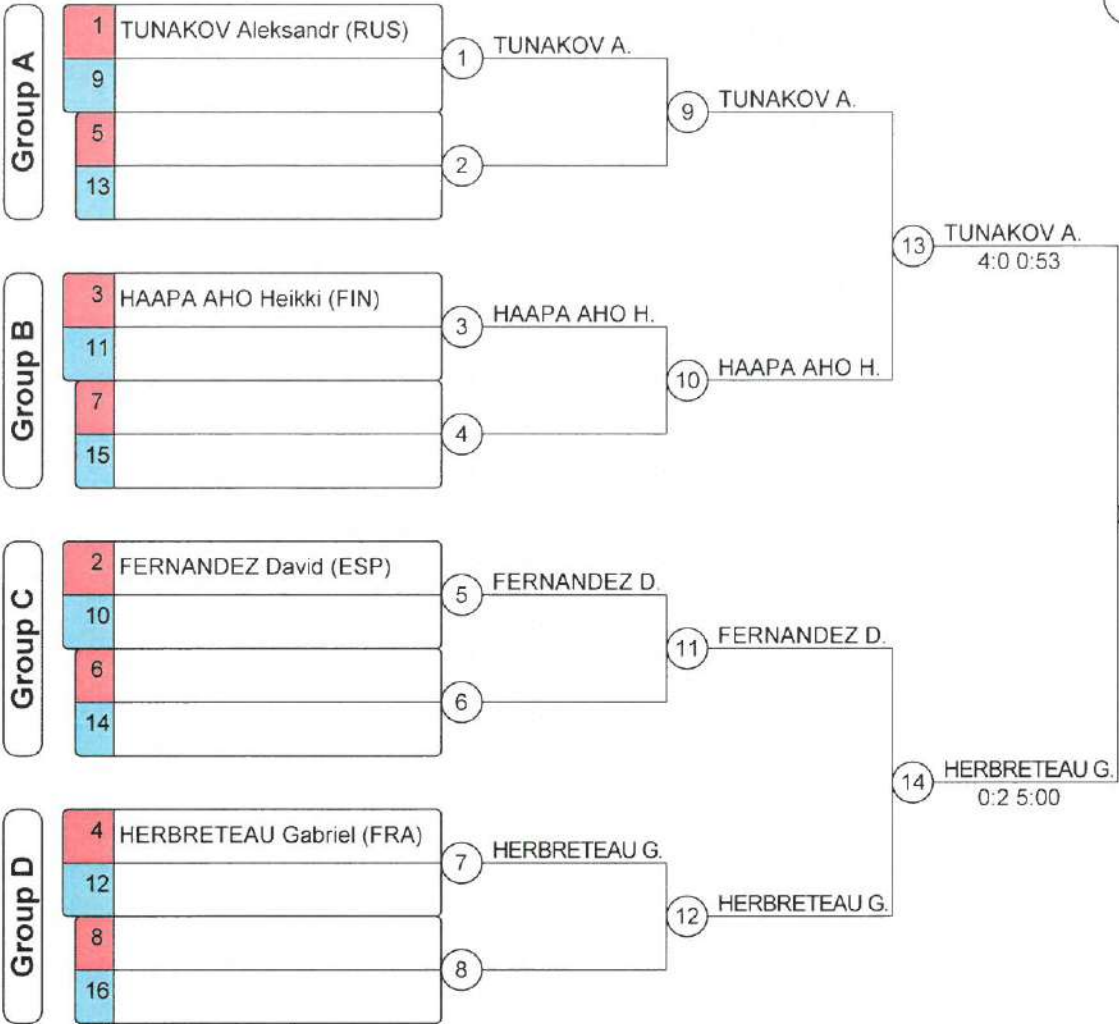 Group A
1 TUNAKOV Aleksandr (RUS)
9
5
13
1 TUNAKOV A.
2
9 TUNAKOV A.
Group B
3 HAAPA AHO Heikki (FIN)
11
7
15
3 HAAPA AHO H.
4
10 HAAPA AHO H.
13 TUNAKOV A.
4:0 0:53
Group C
2 FERNANDEZ David (ESP)
10
6
14
5 FERNANDEZ D.
6
11 FERNANDEZ D.
Group D
4 HERBRETEAU Gabriel (FRA)
12
8
16
7 HERBRETEAU G.
8
12 HERBRETEAU G.
14 HERBRETEAU G.
0:2 5:00